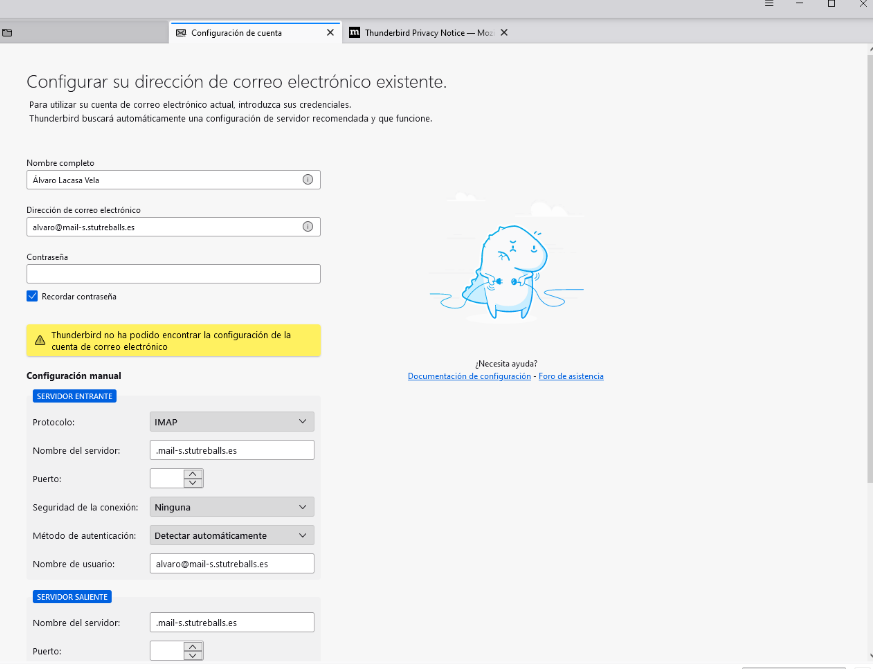 Configuración de cuenta
Thunderbird Privacy Notice — Moz
Configurar su dirección de correo electrónico existente.
Para utilizar su cuenta de correo electrónico actual, introduzca sus credenciales.
Thunderbird buscará automáticamente una configuración de servidor recomendada y que funcione.
Nombre completo
Álvaro Lacasa Vela
Dirección de correo electrónico
alvaro@mail-s.stutreballs.es
Contraseña
Recordar contraseña
Thunderbird no ha podido encontrar la configuración de la
cuenta de correo electrónico
¿Necesita ayuda?
Documentación de configuración - Foro de asistencia
Configuración manual
SERVIDOR ENTRANTE
Protocolo: IMAP
Nombre del servidor: .mail-s.stutreballs.es
Puerto:
Seguridad de la conexión: Ninguna
Método de autenticación: Detectar automáticamente
Nombre de usuario: alvaro@mail-s.stutreballs.es
SERVIDOR SALIENTE
Nombre del servidor: .mail-s.stutreballs.es
Puerto: